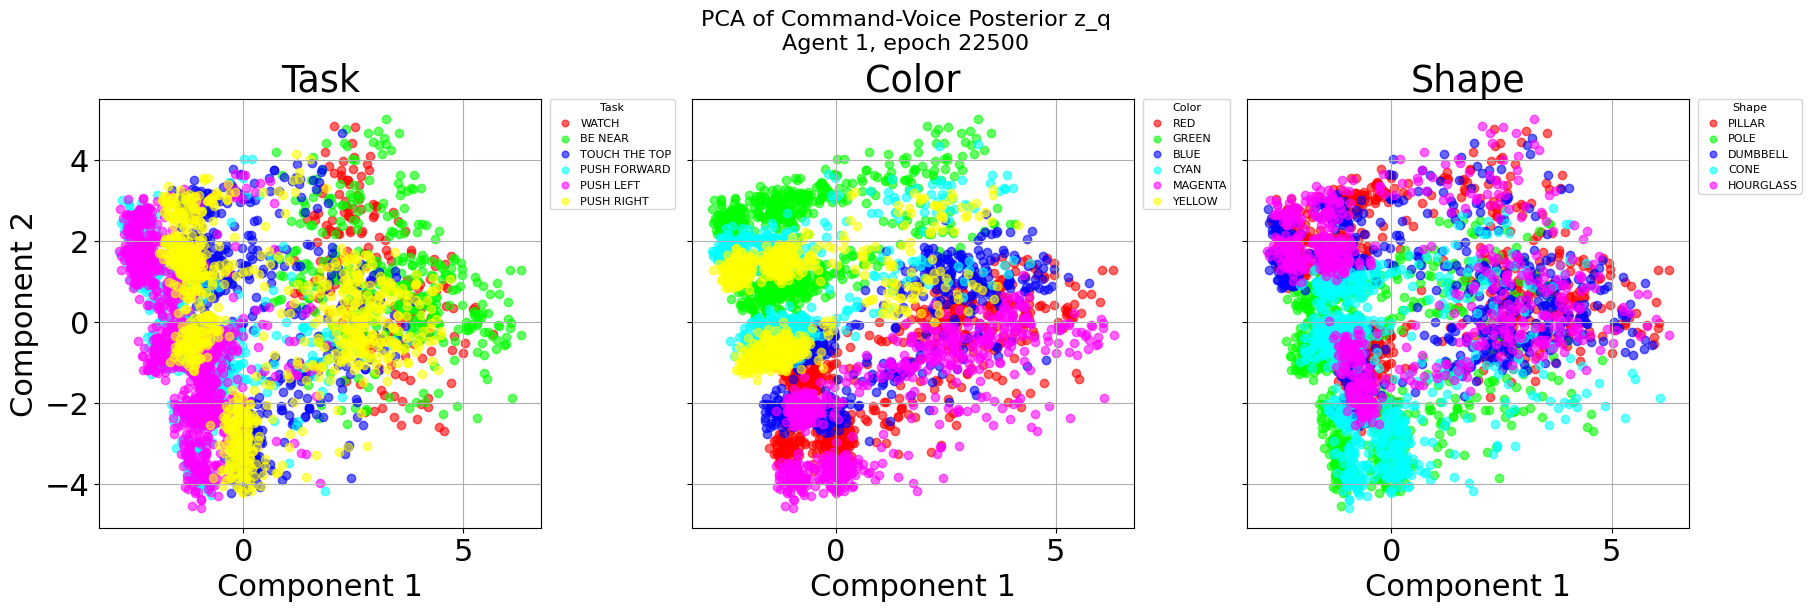 PCA of Command-Voice Posterior z_q
Agent 1, epoch 22500
Task
Color
Shape
Component 2
4
2
0
−2
−4
0
5
Component 1
Task
WATCH
BE NEAR
TOUCH THE TOP
PUSH FORWARD
PUSH LEFT
PUSH RIGHT
0
5
Component 1
Color
RED
GREEN
BLUE
CYAN
MAGENTA
YELLOW
0
5
Component 1
Shape
PILLAR
POLE
DUMBBELL
CONE
HOURGLASS